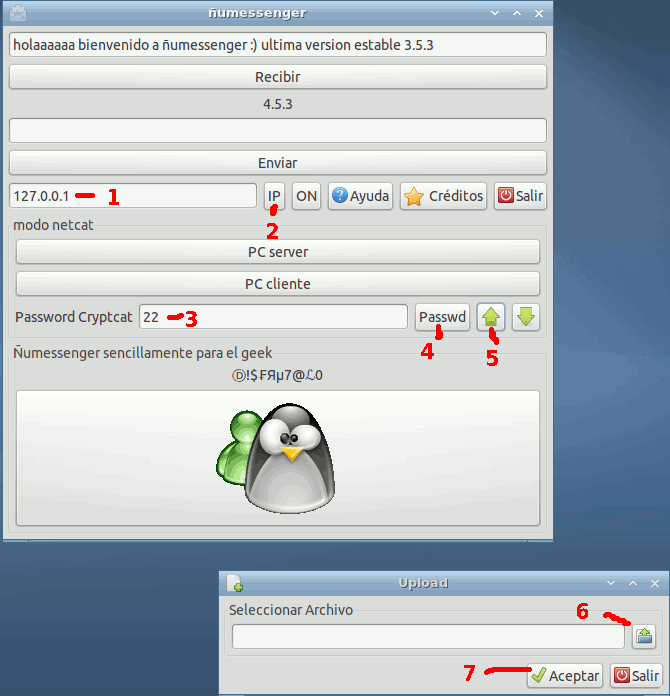 ñumessenger
holaaaaaa bienvenido a ñumessenger :) ultima version estable 3.5.3
Recibir
4.5.3
Enviar
127.0.0.1 1 IP ON Ayuda Créditos Salir
2
modo netcat
PC server
PC cliente
Password Cryptcat 22 3 Passwd
4 5
Ñumessenger sencillamente para el geek
Ⓓ!$₣Яμ7@ℒ0
Upload
Seleccionar Archivo 6
7 Aceptar Salir